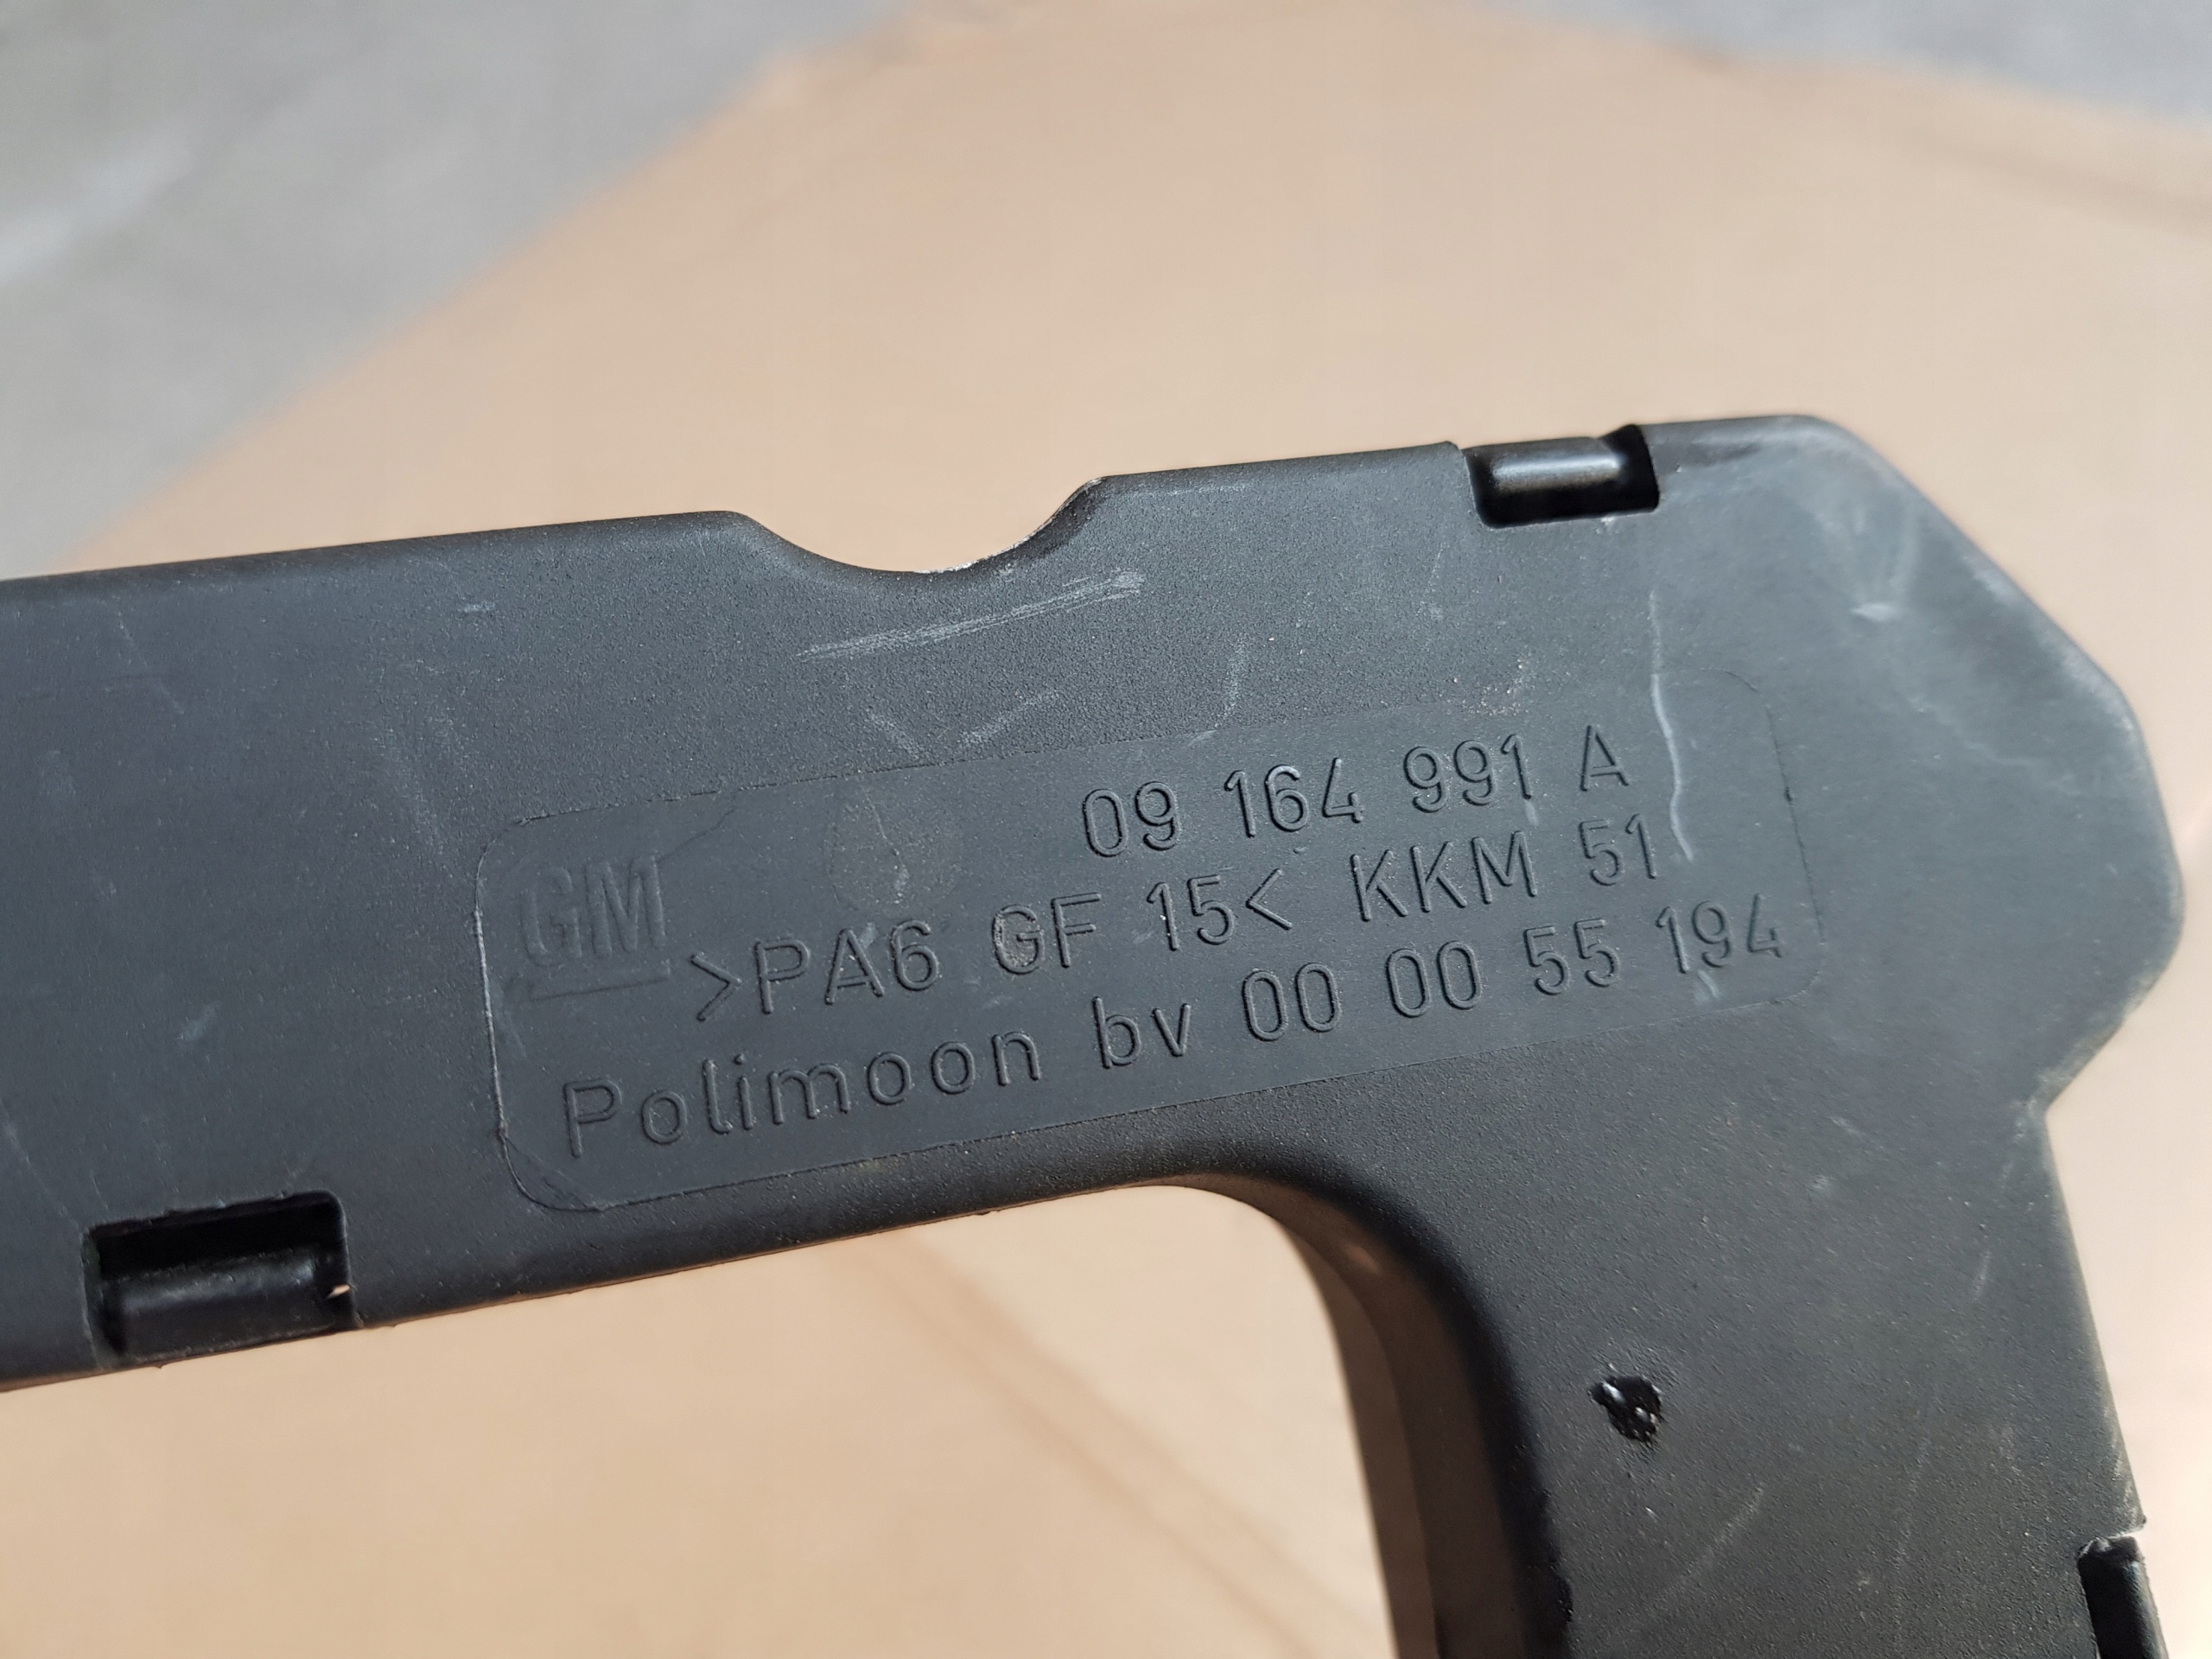 09 164 991 A
GM
>PA6 GF 15< KKM 51
Polimoon bv 00 00 55 194